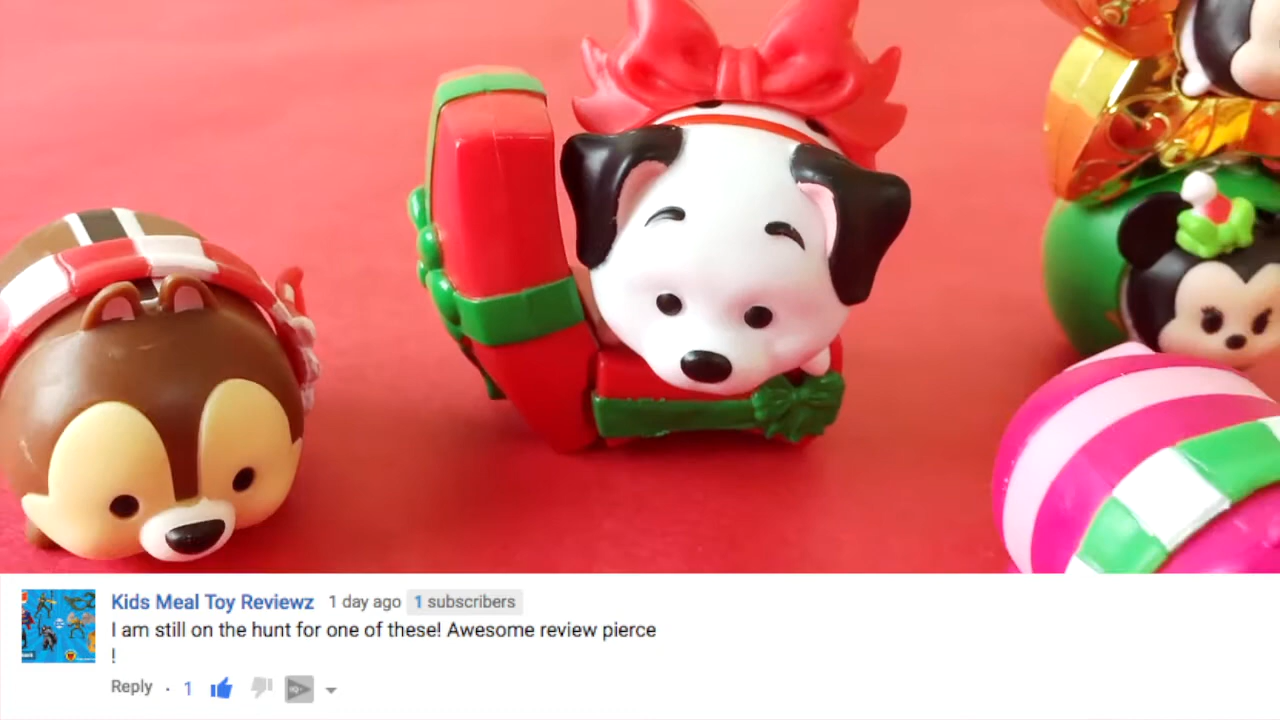 Kids Meal Toy Reviewz 1 day ago 1 subscribers
I am still on the hunt for one of these! Awesome review pierce
!
Reply · 1